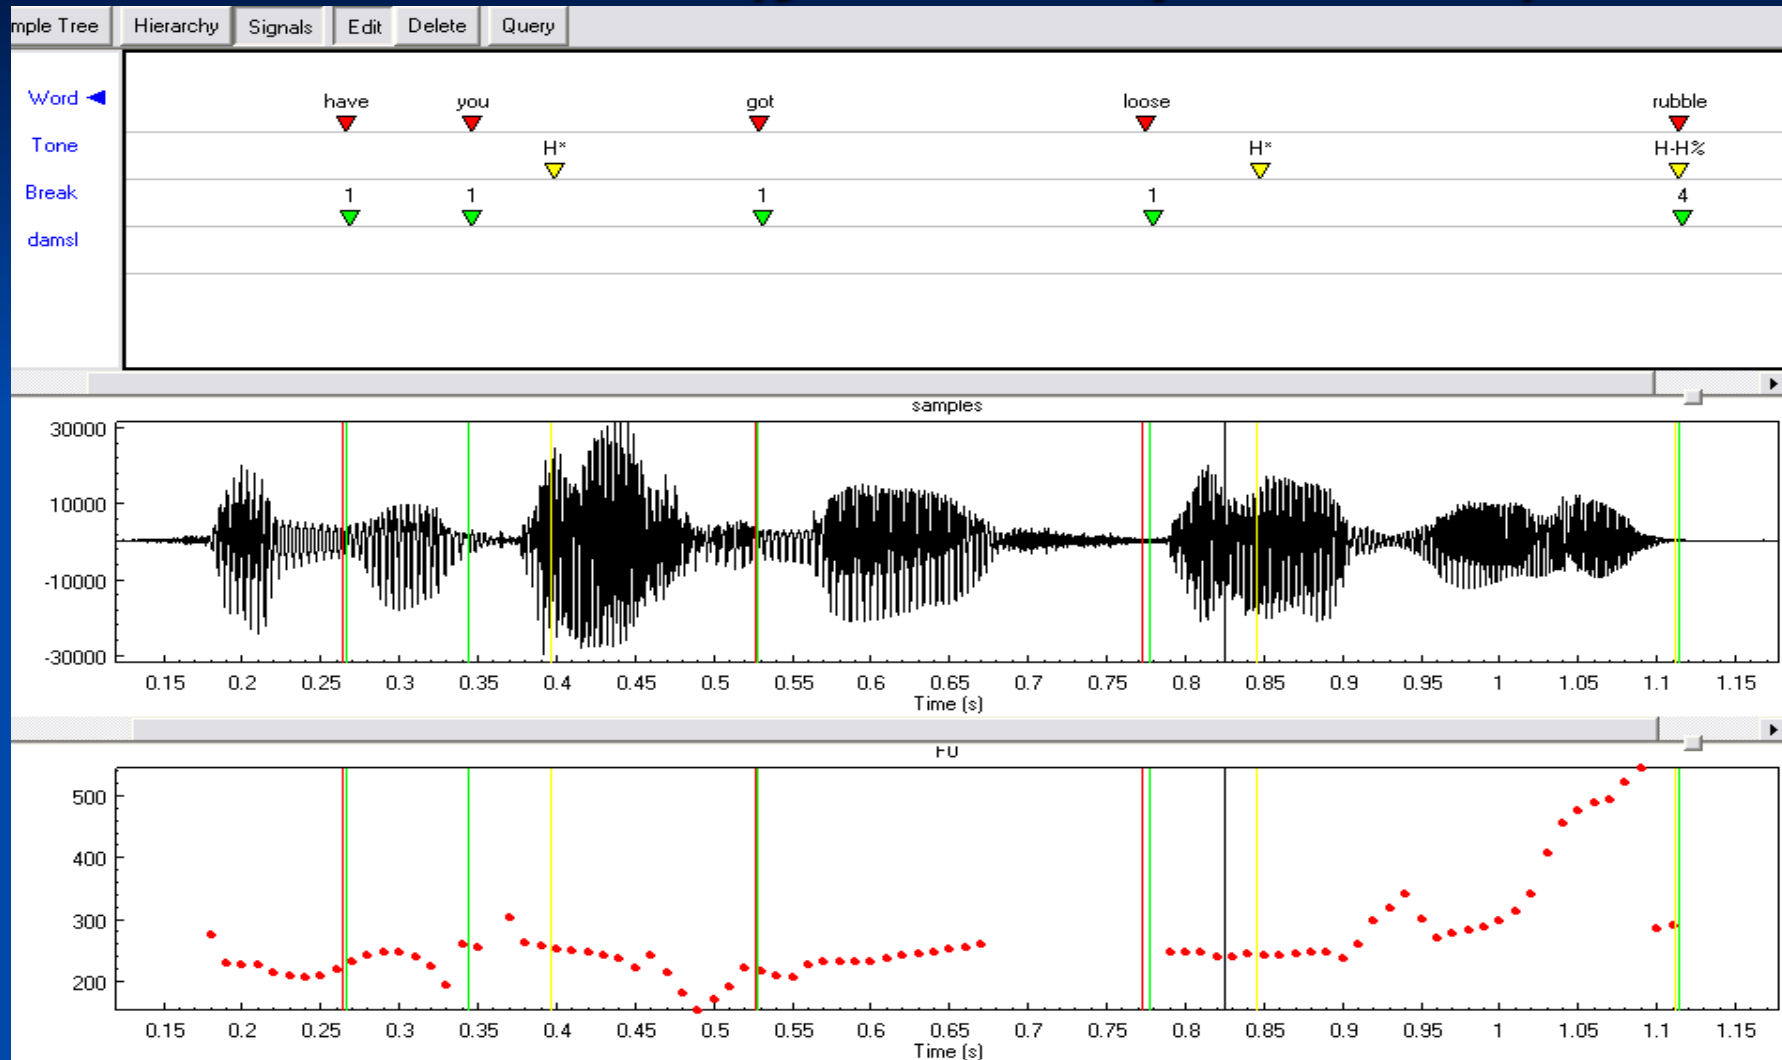 mple Tree Hierarchy Signals Edit Delete Query
Word have you got loose rubble
Tone H* H* H-H%
Break 1 1 1 1 4
damsl
samples
30000
10000
-10000
-30000
0.15 0.2 0.25 0.3 0.35 0.4 0.45 0.5 0.55 0.6 0.65 0.7 0.75 0.8 0.85 0.9 0.95 1 1.05 1.1 1.15
Time (s)
F0
500
400
300
200
0.15 0.2 0.25 0.3 0.35 0.4 0.45 0.5 0.55 0.6 0.65 0.7 0.75 0.8 0.85 0.9 0.95 1 1.05 1.1 1.15
Time (s)